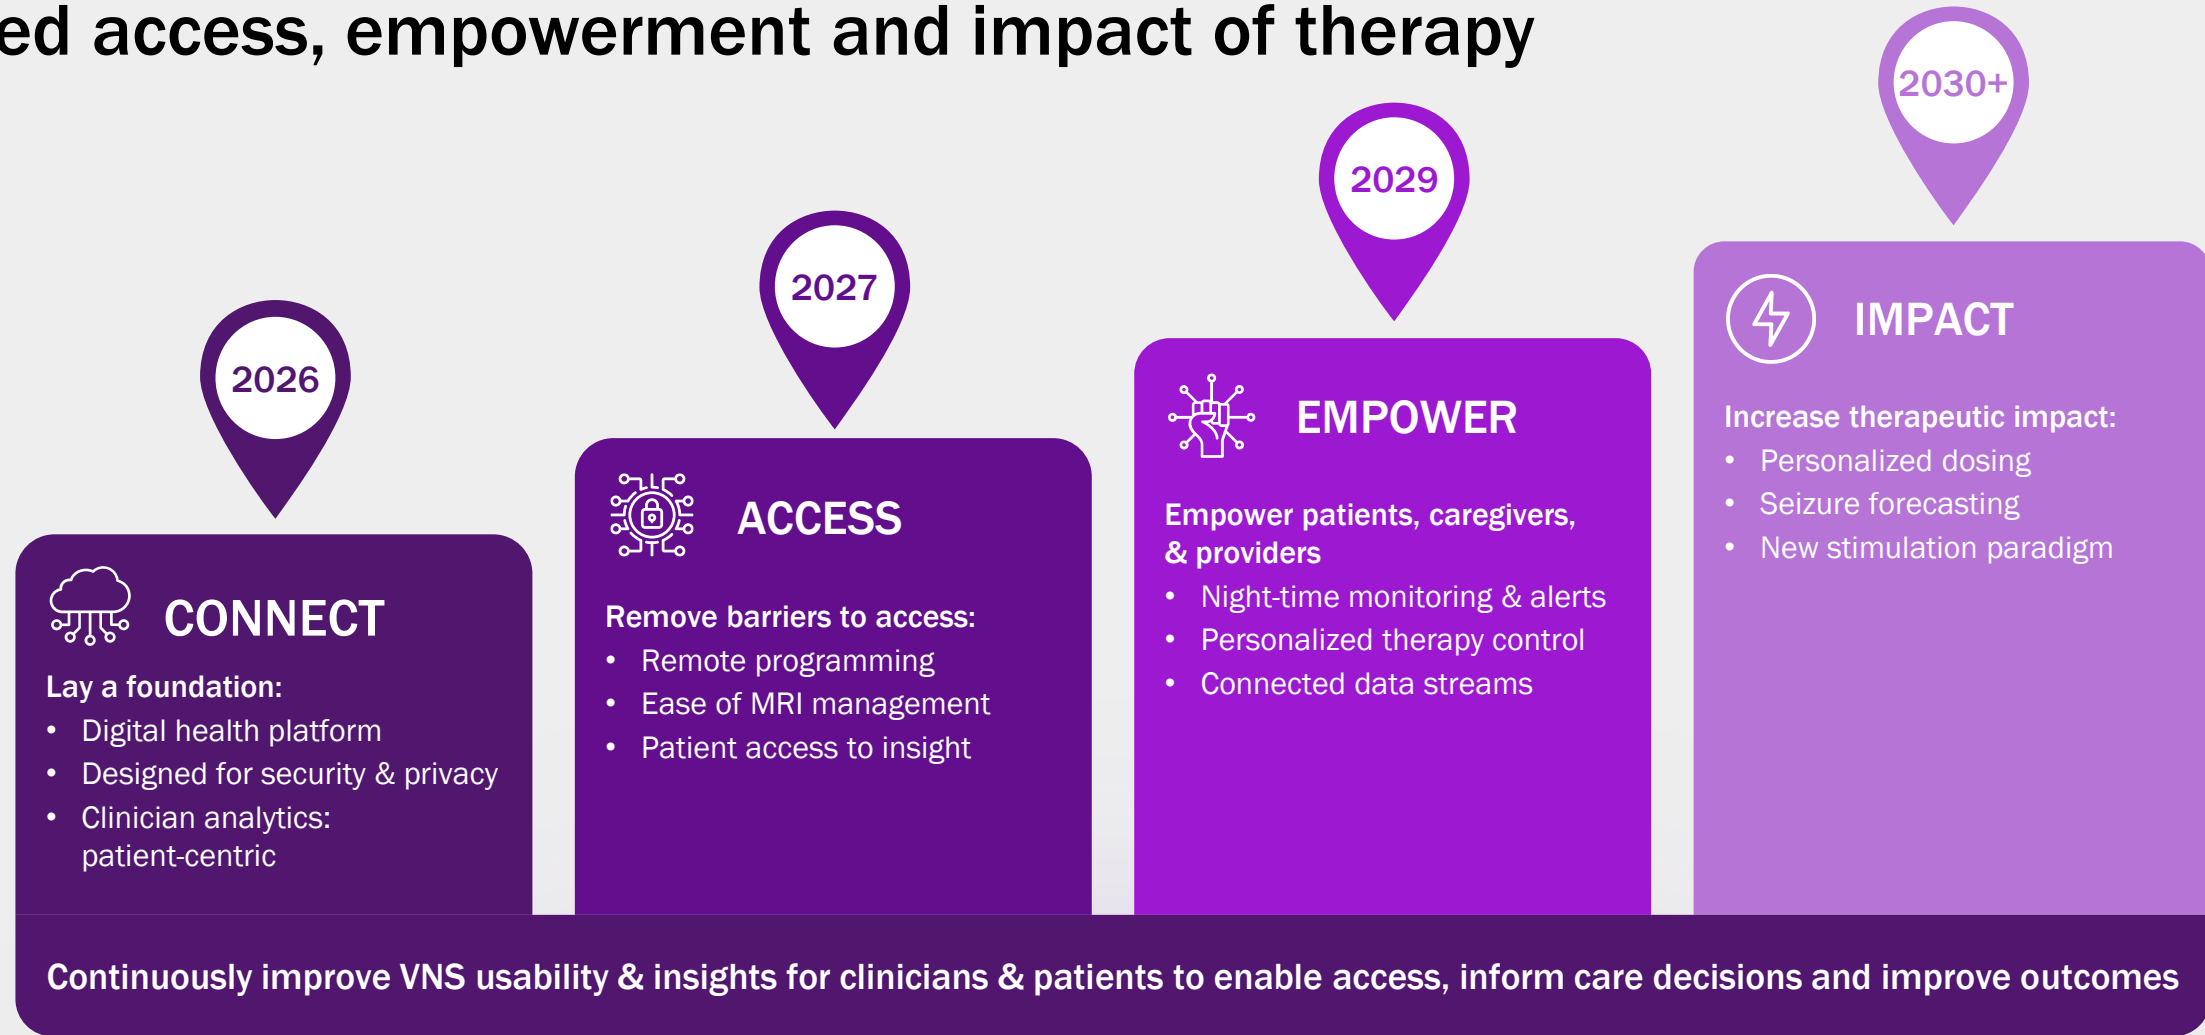 ed access, empowerment and impact of therapy
2026
CONNECT
Lay a foundation:
• Digital health platform
• Designed for security & privacy
• Clinician analytics:
patient-centric
2027
ACCESS
Remove barriers to access:
• Remote programming
• Ease of MRI management
• Patient access to insight
2029
EMPOWER
Empower patients, caregivers,
& providers
• Night-time monitoring & alerts
• Personalized therapy control
• Connected data streams
2030+
IMPACT
Increase therapeutic impact:
• Personalized dosing
• Seizure forecasting
• New stimulation paradigm
Continuously improve VNS usability & insights for clinicians & patients to enable access, inform care decisions and improve outcomes